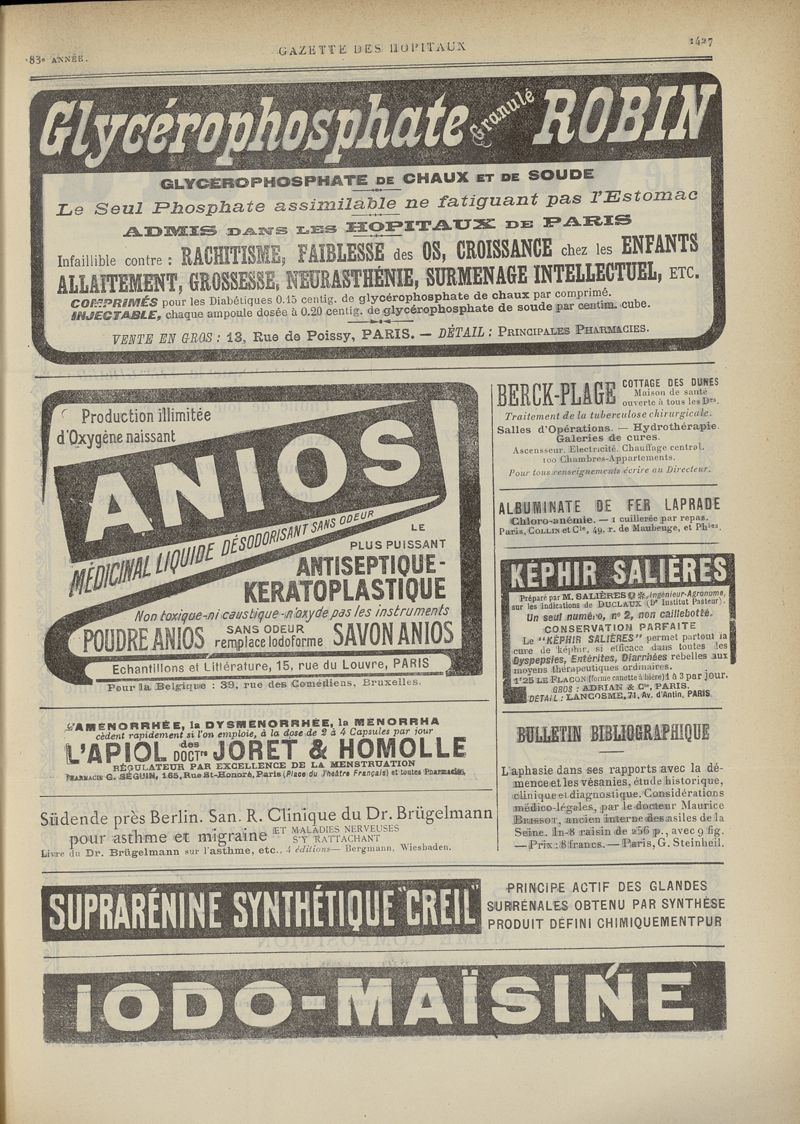 83e ANNÉE.
GAZETTE DES HOPITAUX
1427
Glycérophosphate Granulé ROBIN
GLYCÉROPHOSPHATE DE CHAUX ET DE SOUDE
Le Seul Phosphate assimilable ne fatiguant pas l'Estomac
ADMIS DANS LES HOPITAUX DE PARIS
Infaillible contre : RACHITISME, FAIBLESSE des OS, CROISSANCE chez les ENFANTS
ALLAITEMENT, GROSSESSE, NEURASTHÉNIE, SURMENAGE INTELLECTUEL, ETC.
COMPRIMÉS pour les Diabétiques 0.15 centig. de glycérophosphate de chaux par comprimé.
INJECTABLE, chaque ampoule dosée à 0.20 centig. de glycérophosphate de soude par centim. cube.
VENTE EN GROS : 13, Rue de Poissy, PARIS. — DÉTAIL : PRINCIPALES PHARMACIES.
Production illimitée
d'Oxygène naissant
ANIOS
MÉDICINAL LIQUIDE DÉSODORISANT SANS ODEUR
LE
PLUS PUISSANT
ANTISEPTIQUE-
KERATOPLASTIQUE
Non toxique-ni caustique-n'oxyde pas les instruments
POUDRE ANIOS SANS ODEUR remplace Iodoforme SAVON ANIOS
Echantillons et Littérature, 15, rue du Louvre, PARIS
Pour la Belgique : 39, rue des Comédiens, Bruxelles.
L'AMÉNORRHÉE, la DYSMENORRHÉE, la MENORRHA
cèdent rapidement si l'on emploie, à la dose de 2 à 4 Capsules par jour
L'APIOL des DOCTrs JORET & HOMOLLE
RÉGULATEUR PAR EXCELLENCE DE LA MENSTRUATION
PHARMACIE G. SÉGUIN, 165, Rue St-Honoré, Paris (Place du Théâtre Français) et toutes PHARMACIES.
Südende près Berlin. San. R. Clinique du Dr. Brügelmann
pour asthme et migraine ET MALADIES NERVEUSES S'Y RATTACHANT
Livre du Dr. Brügelmann sur l'asthme, etc., 4 éditions— Bergmann, Wiesbaden.
BERCK-PLAGE COTTAGE DES DUNES
Maison de santé
ouverte à tous les Drs.
Traitement de la tuberculose chirurgicale.
Salles d'Opérations. — Hydrothérapie.
Galeries de cures.
Ascensseur. Electricité. Chauffage central.
100 Chambres-Appartements.
Pour tous renseignements écrire au Directeur.
ALBUMINATE DE FER LAPRADE
Chloro-anémie. — 1 cuillerée par repas.
Paris, COLLIN et Cie, 49, r. de Maubeuge, et Phies.
KÉPHIR SALIÈRES
Préparé par M. SALIÈRES, Ingénieur-Agronome,
sur les indications de DUCLAUX (Dr Institut Pasteur).
Un seul numéro, no 2, non caillebotté.
CONSERVATION PARFAITE
Le "KÉPHIR SALIÈRES" permet partout la
cure de képhir, si efficace dans toutes les
Dyspepsies, Entérites, Diarrhées rebelles aux
moyens thérapeutiques ordinaires.
1f25 LE FLACON (forme canette à bière) 1 à 3 par jour.
GROS : ADRIAN & Cie, PARIS.
DÉTAIL : LANCOSME, 71, Av. d'Antin, PARIS
BULLETIN BIBLIOGRAPHIQUE
L'aphasie dans ses rapports avec la dé-
mence et les vésanies, étude historique,
clinique et diagnostique. Considérations
médico-légales, par le docteur Maurice
Brissot, ancien interne des asiles de la
Seine. In-8 raisin de 256 p., avec 9 fig.
— Prix : 8 francs. — Paris, G. Steinheil.
SUPRARÉNINE SYNTHÉTIQUE "CREIL"
PRINCIPE ACTIF DES GLANDES
SURRÉNALES OBTENU PAR SYNTHÈSE
PRODUIT DÉFINI CHIMIQUEMENT PUR
IODO-MAÏSINE